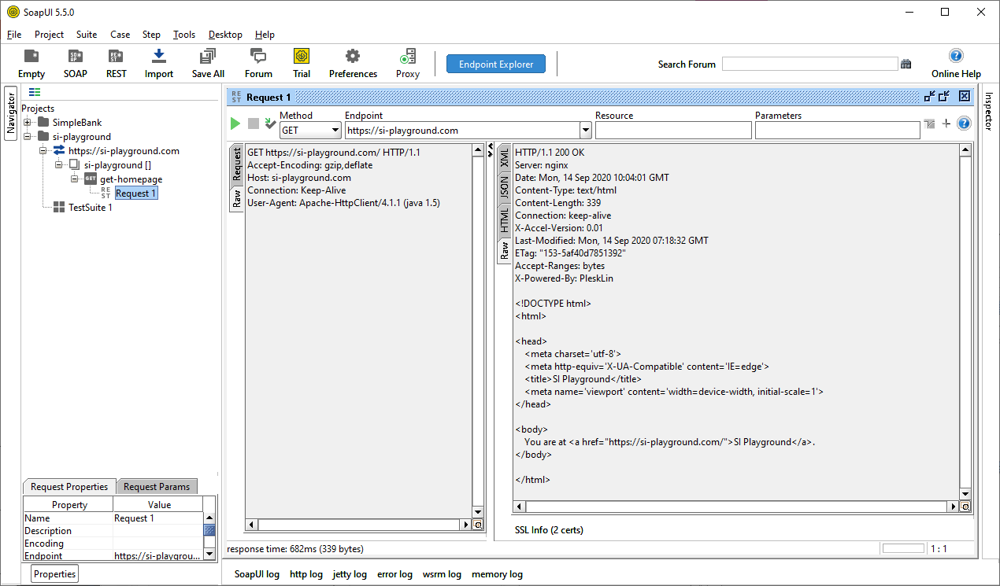 SoapUI 5.5.0
File Project Suite Case Step Tools Desktop Help
Empty SOAP REST Import Save All Forum Trial Preferences Proxy Endpoint Explorer Search Forum Online Help
Navigator
Projects
SimpleBank
si-playground
https://si-playground.com
si-playground []
GET get-homepage
REST Request 1
TestSuite 1
Request Properties Request Params
Property Value
Name Request 1
Description
Encoding
Endpoint https://si-playgrou...
Properties
REST Request 1
Method Endpoint Resource Parameters
GET https://si-playground.com
Request
Raw
GET https://si-playground.com/ HTTP/1.1
Accept-Encoding: gzip,deflate
Host: si-playground.com
Connection: Keep-Alive
User-Agent: Apache-HttpClient/4.1.1 (java 1.5)
XML
JSON
HTML
Raw
HTTP/1.1 200 OK
Server: nginx
Date: Mon, 14 Sep 2020 10:04:01 GMT
Content-Type: text/html
Content-Length: 339
Connection: keep-alive
X-Accel-Version: 0.01
Last-Modified: Mon, 14 Sep 2020 07:18:32 GMT
ETag: "153-5af40d7851392"
Accept-Ranges: bytes
X-Powered-By: PleskLin
<!DOCTYPE html>
<html>
<head>
<meta charset='utf-8'>
<meta http-equiv='X-UA-Compatible' content='IE=edge'>
<title>SI Playground</title>
<meta name='viewport' content='width=device-width, initial-scale=1'>
</head>
<body>
You are at <a href="https://si-playground.com/">SI Playground</a>.
</body>
</html>
SSL Info (2 certs)
response time: 682ms (339 bytes)
1 : 1
Inspector
SoapUI log http log jetty log error log wsrm log memory log